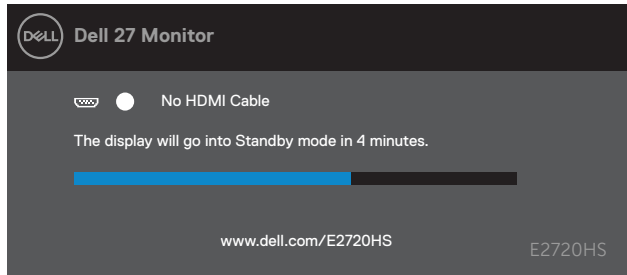 DELL
Dell 27 Monitor
No HDMI Cable
The display will go into Standby mode in 4 minutes.
www.dell.com/E2720HS
E2720HS